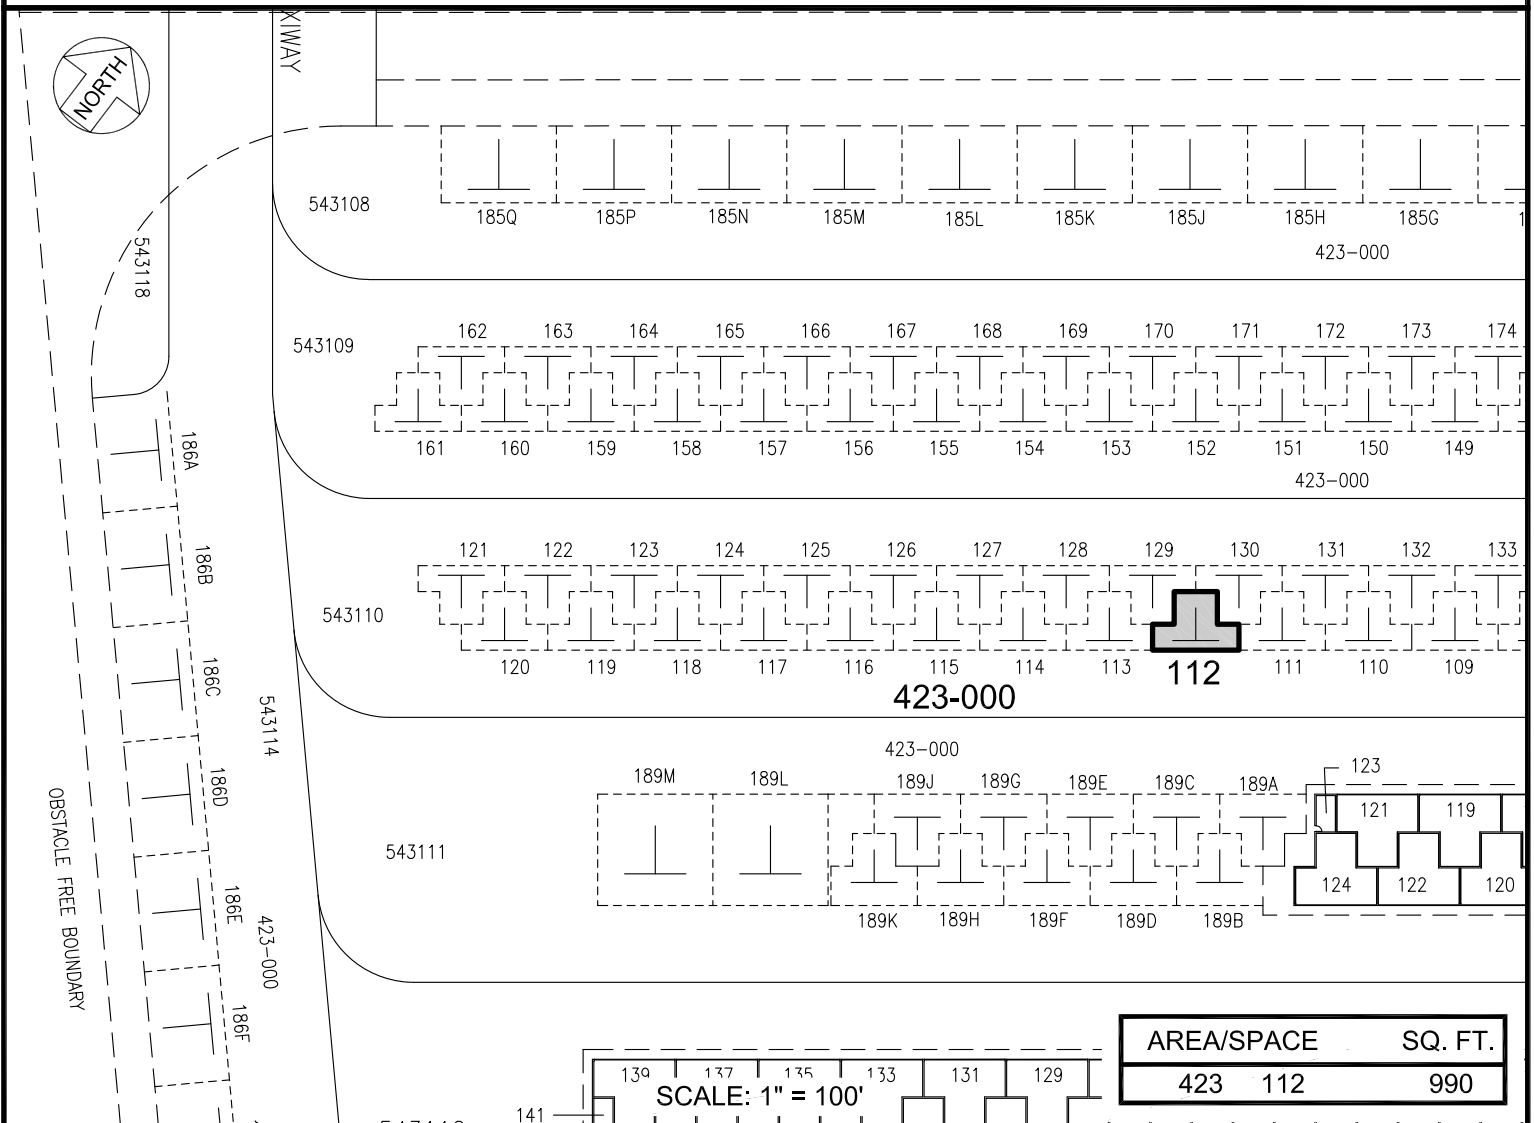 XIWAY
NORTH
543108
185Q 185P 185N 185M 185L 185K 185J 185H 185G
423-000
543118
543109
162 163 164 165 166 167 168 169 170 171 172 173 174
161 160 159 158 157 156 155 154 153 152 151 150 149
423-000
186A
186B
186C
186D
186E
186F
543110
121 122 123 124 125 126 127 128 129 130 131 132 133
120 119 118 117 116 115 114 113 112 111 110 109
423-000
543114
423-000
OBSTACLE FREE BOUNDARY
423-000
543111
189M 189L 189J 189G 189E 189C 189A
189K 189H 189F 189D 189B
123
121 119
124 122 120
139 137 135 133 131 129
141
SCALE: 1" = 100'
AREA/SPACE SQ. FT.
423 112 990